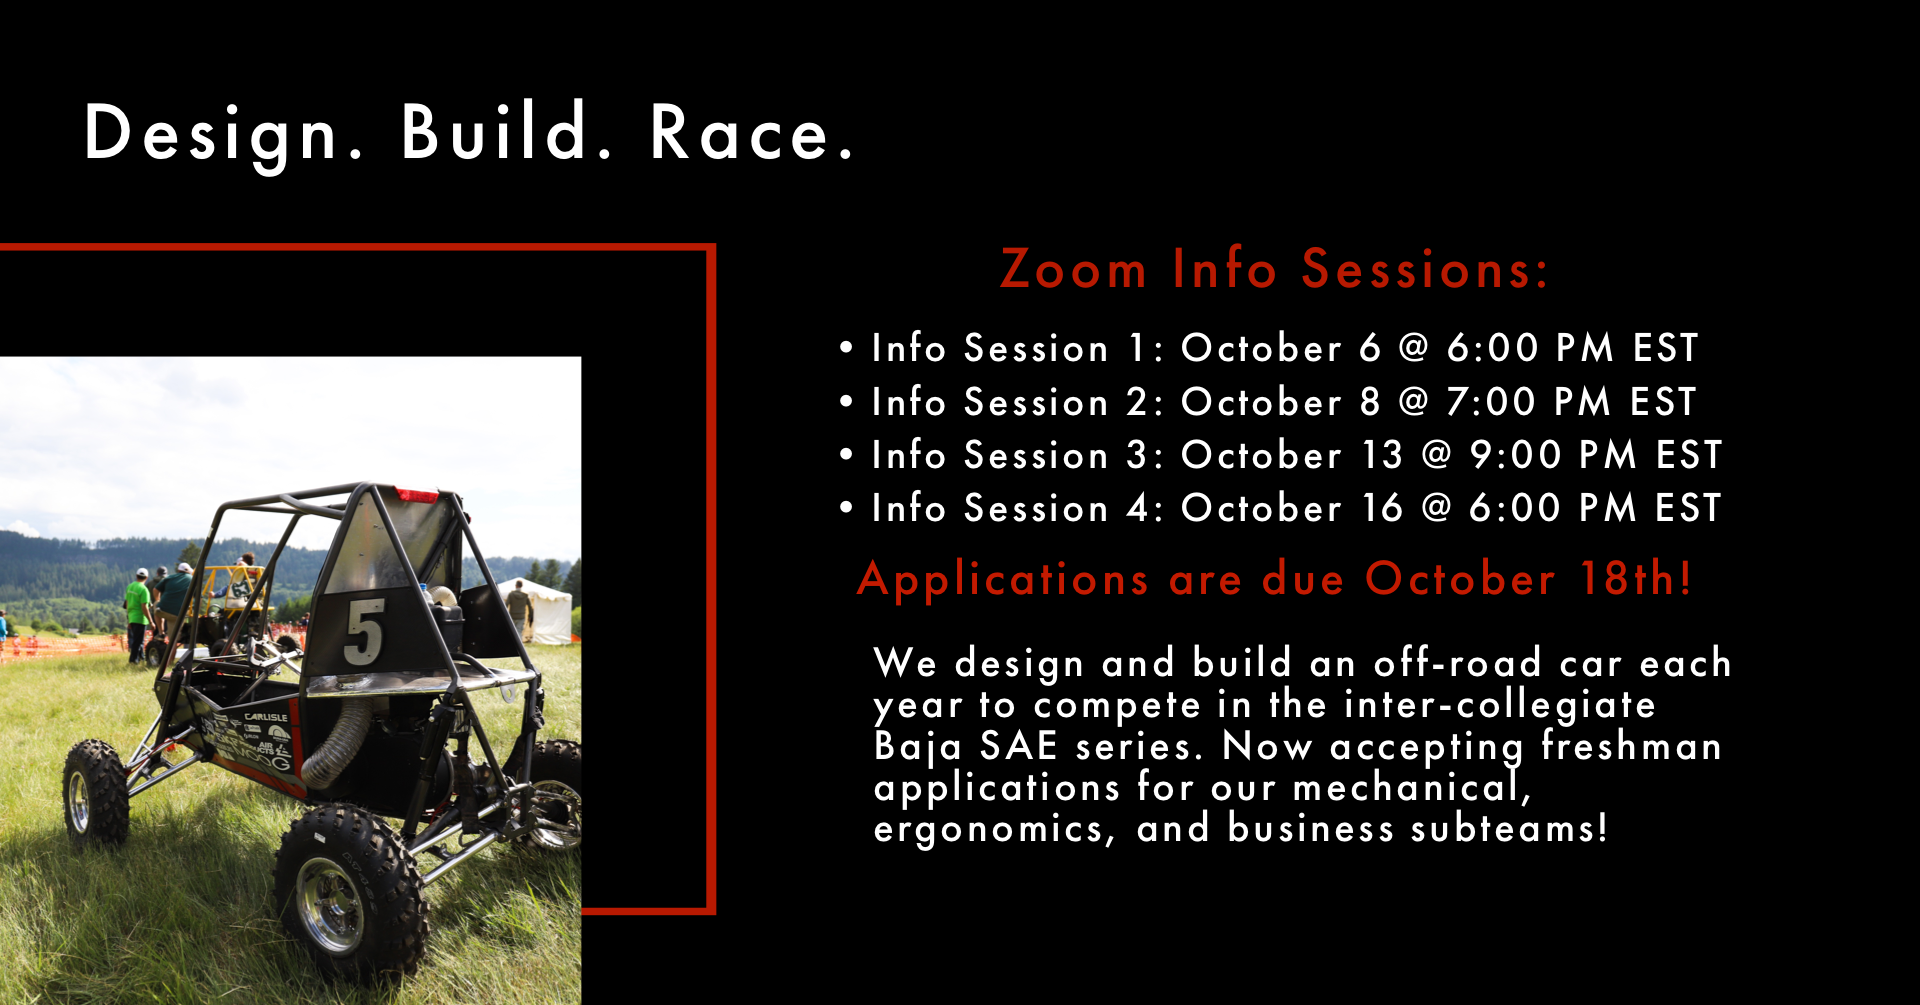 Design. Build. Race.
Zoom Info Sessions:
• Info Session 1: October 6 @ 6:00 PM EST
• Info Session 2: October 8 @ 7:00 PM EST
• Info Session 3: October 13 @ 9:00 PM EST
• Info Session 4: October 16 @ 6:00 PM EST
Applications are due October 18th!
We design and build an off-road car each
year to compete in the inter-collegiate
Baja SAE series. Now accepting freshman
applications for our mechanical,
ergonomics, and business subteams!
5
CARLISLE
AIR
MOOG